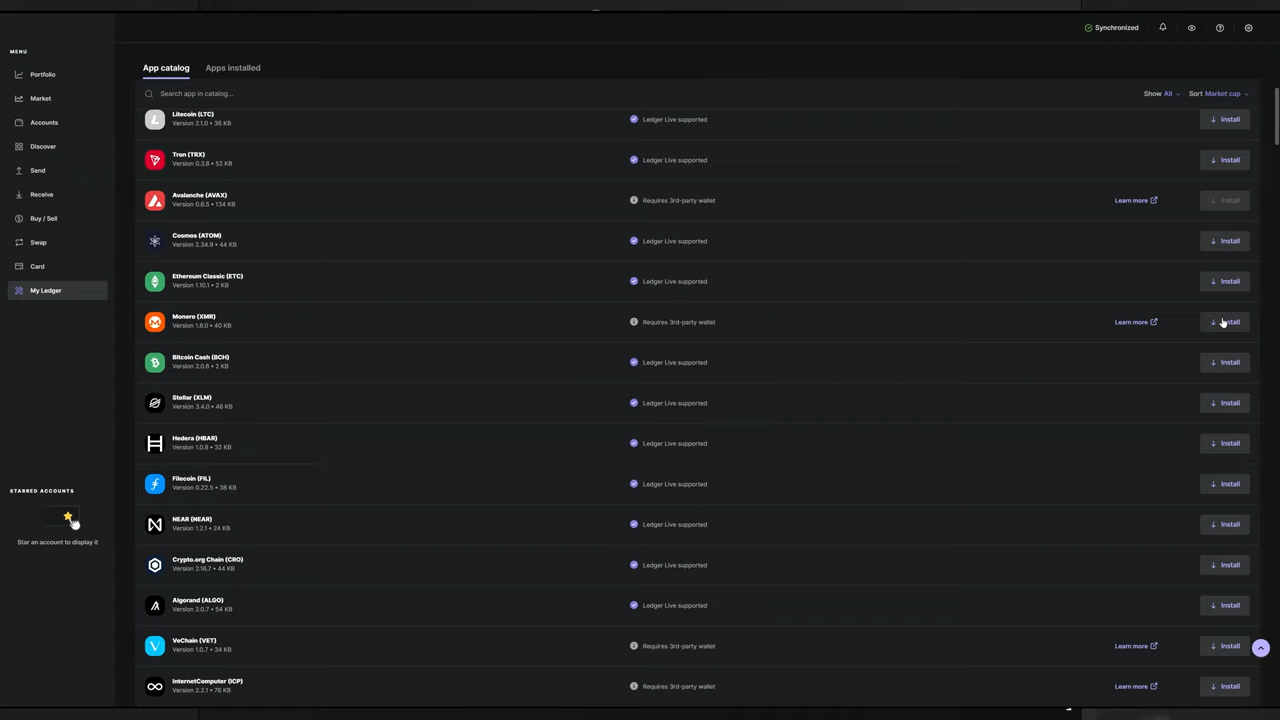 Synchronized
MENU
Portfolio
Market
Accounts
Discover
Send
Receive
Buy / Sell
Swap
Card
My Ledger
STARRED ACCOUNTS
Star an account to display it
App catalog
Apps installed
Search app in catalog...
Show All
Sort Market cap
Litecoin (LTC)
Version 2.1.0 • 36 KB
Ledger Live supported
Install
Tron (TRX)
Version 0.3.8 • 52 KB
Ledger Live supported
Install
Avalanche (AVAX)
Version 0.6.5 • 134 KB
Requires 3rd-party wallet
Learn more
Install
Cosmos (ATOM)
Version 2.34.9 • 44 KB
Ledger Live supported
Install
Ethereum Classic (ETC)
Version 1.10.1 • 2 KB
Ledger Live supported
Install
Monero (XMR)
Version 1.8.0 • 40 KB
Requires 3rd-party wallet
Learn more
Install
Bitcoin Cash (BCH)
Version 2.0.6 • 2 KB
Ledger Live supported
Install
Stellar (XLM)
Version 3.4.0 • 46 KB
Ledger Live supported
Install
Hedera (HBAR)
Version 1.0.8 • 32 KB
Ledger Live supported
Install
Filecoin (FIL)
Version 0.22.5 • 38 KB
Ledger Live supported
Install
NEAR (NEAR)
Version 1.2.1 • 24 KB
Ledger Live supported
Install
Crypto.org Chain (CRO)
Version 2.16.7 • 44 KB
Ledger Live supported
Install
Algorand (ALGO)
Version 2.0.7 • 54 KB
Ledger Live supported
Install
VeChain (VET)
Version 1.0.7 • 34 KB
Requires 3rd-party wallet
Learn more
Install
InternetComputer (ICP)
Version 2.2.1 • 76 KB
Requires 3rd-party wallet
Learn more
Install